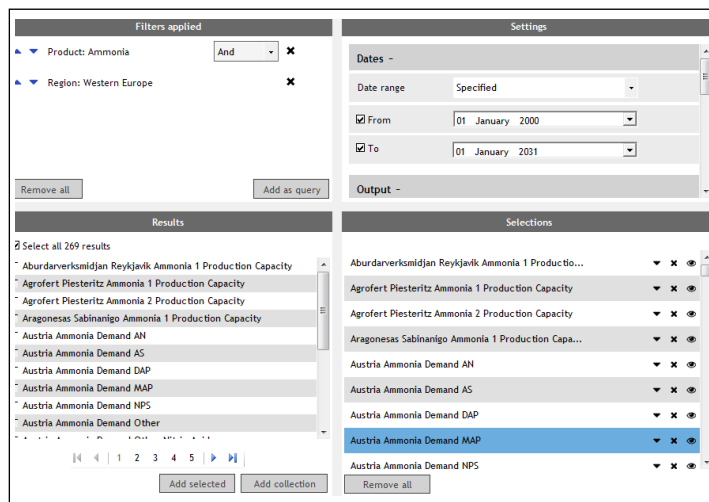 Filters applied
Product: Ammonia And
Region: Western Europe
Remove all Add as query
Settings
Dates –
Date range Specified
From 01 January 2000
To 01 January 2031
Output –
Results
Select all 269 results
Aburdarverksmidjan Reykjavik Ammonia 1 Production Capacity
Agrofert Piesteritz Ammonia 1 Production Capacity
Agrofert Piesteritz Ammonia 2 Production Capacity
Aragonesas Sabinanigo Ammonia 1 Production Capacity
Austria Ammonia Demand AN
Austria Ammonia Demand AS
Austria Ammonia Demand DAP
Austria Ammonia Demand MAP
Austria Ammonia Demand NPS
Austria Ammonia Demand Other
1 2 3 4 5
Add selected Add collection
Selections
Aburdarverksmidjan Reykjavik Ammonia 1 Productio...
Agrofert Piesteritz Ammonia 1 Production Capacity
Agrofert Piesteritz Ammonia 2 Production Capacity
Aragonesas Sabinanigo Ammonia 1 Production Capa...
Austria Ammonia Demand AN
Austria Ammonia Demand AS
Austria Ammonia Demand DAP
Austria Ammonia Demand MAP
Austria Ammonia Demand NPS
Remove all